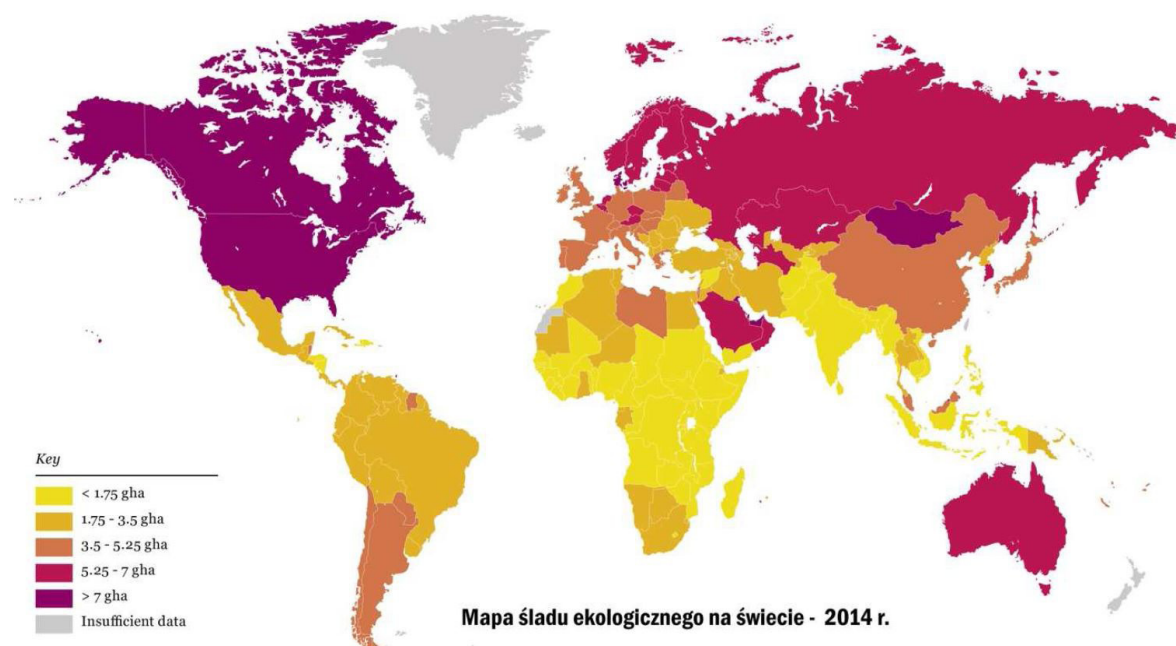 Key
< 1.75 gha
1.75 - 3.5 gha
3.5 - 5.25 gha
5.25 - 7 gha
> 7 gha
Insufficient data
Mapa śladu ekologicznego na świecie - 2014 r.